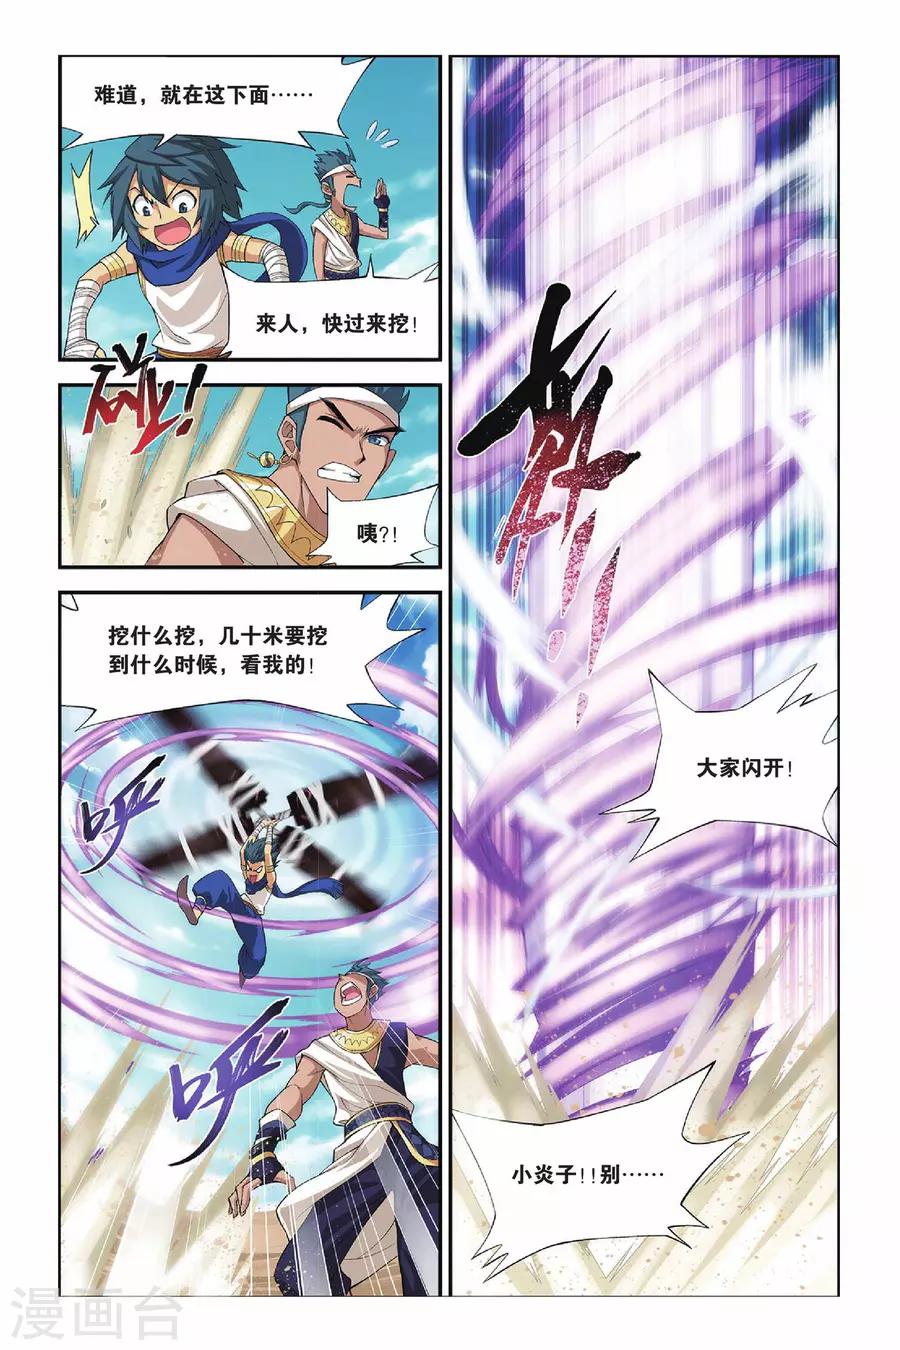 难道，就在这下面……
来人，快过来挖！
砰！
咦？！
挖什么挖，几十米要挖
到什么时候，看我的！
呼
呼
大家闪开！
小炎子！！别……
漫画台